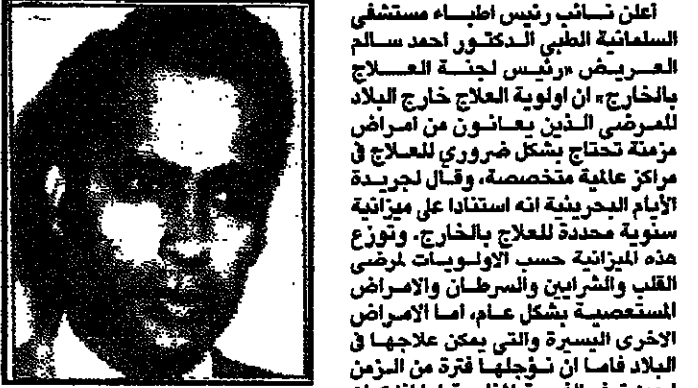 أعلن نائب رئيس اطباء مستشفى
السلمانية الطبي الدكتور احمد سالم
العريض «رئيس لجنة العلاج
بالخارج» ان اولوية العلاج خارج البلاد
للمرضى الذين يعانون من أمراض
مزمنة تحتاج بشكل ضروري للعلاج في
مراكز عالمية متخصصة، وقال لجريدة
الأيام البحرينية انه استنادا على ميزانية
سنوية محددة للعلاج بالخارج. وتوزع
هذه الميزانية حسب الاولويات لمرضى
القلب والشرايين والسرطان والامراض
المستعصية بشكل عام، أما الامراض
الاخرى اليسيرة والتي يمكن علاجها في
البلاد فاما ان نؤجلها فترة من الزمن